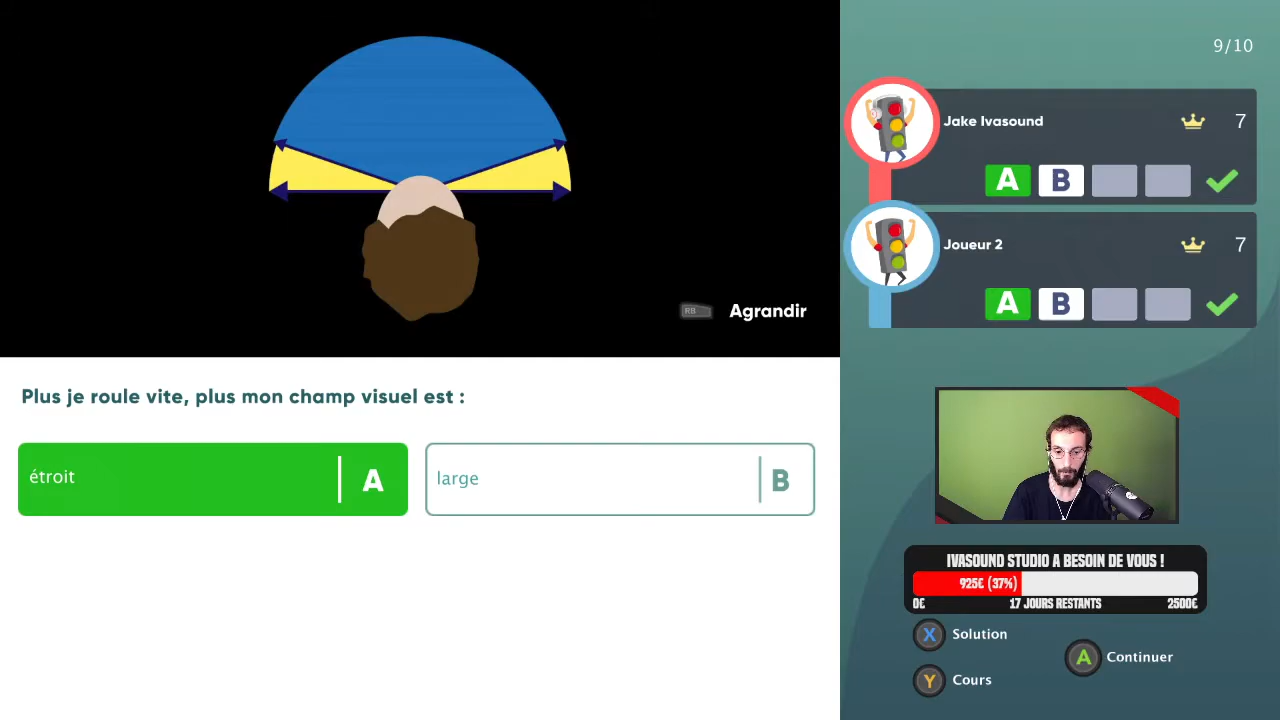 9/10
Jake Ivasound
7
A B
Joueur 2
7
A B
RB Agrandir
Plus je roule vite, plus mon champ visuel est :
étroit A
large B
IVASOUND STUDIO A BESOIN DE VOUS !
925€ (37%)
0€ 17 JOURS RESTANTS 2500€
X Solution
A Continuer
Y Cours